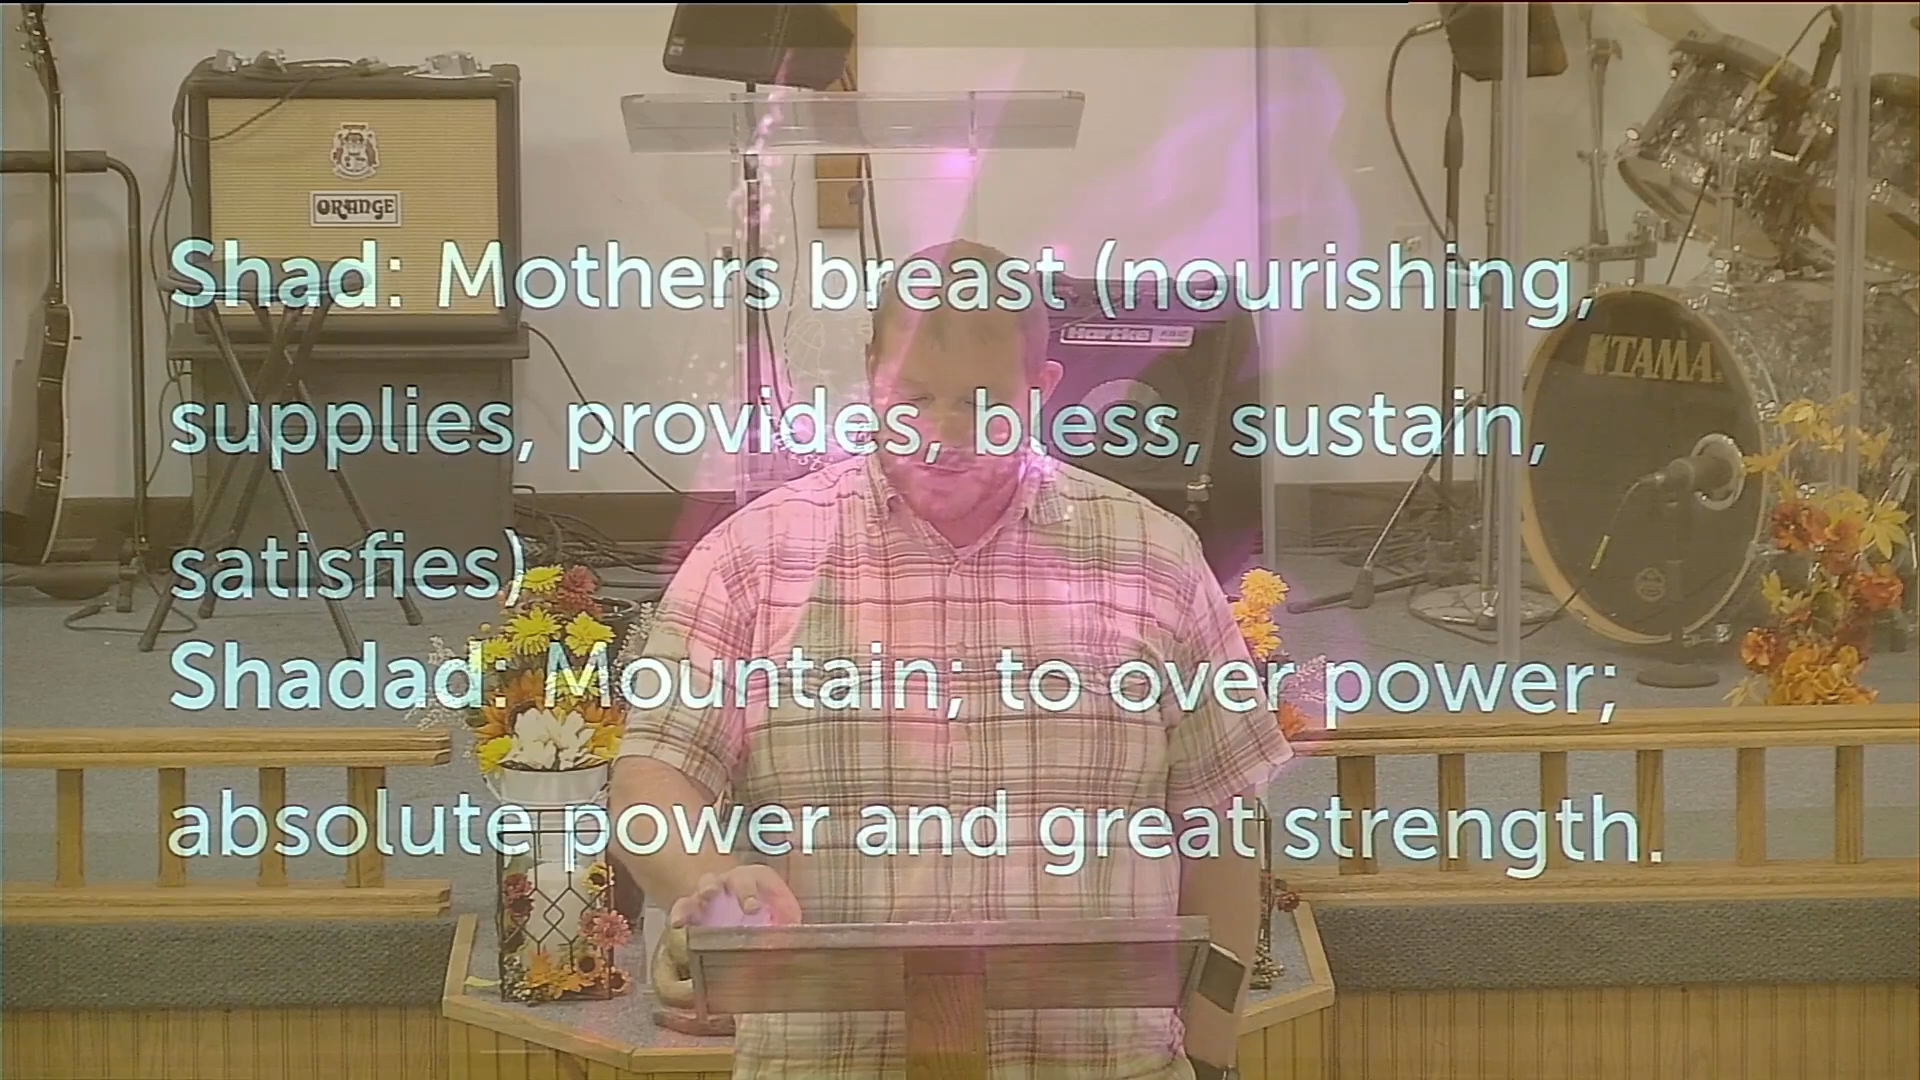 ORANGE
Hartke
TAMA
Shad: Mothers breast (nourishing,
supplies, provides, bless, sustain,
satisfies)
Shadad: Mountain; to over power;
absolute power and great strength.